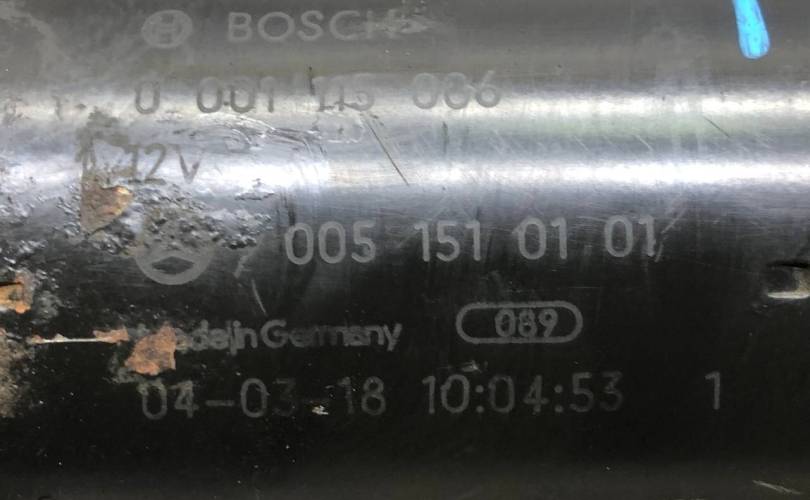 BOSCH
0 001 115 086
12V
005 151 01 01
Made in Germany 089
04-03-18 10:04:53 1